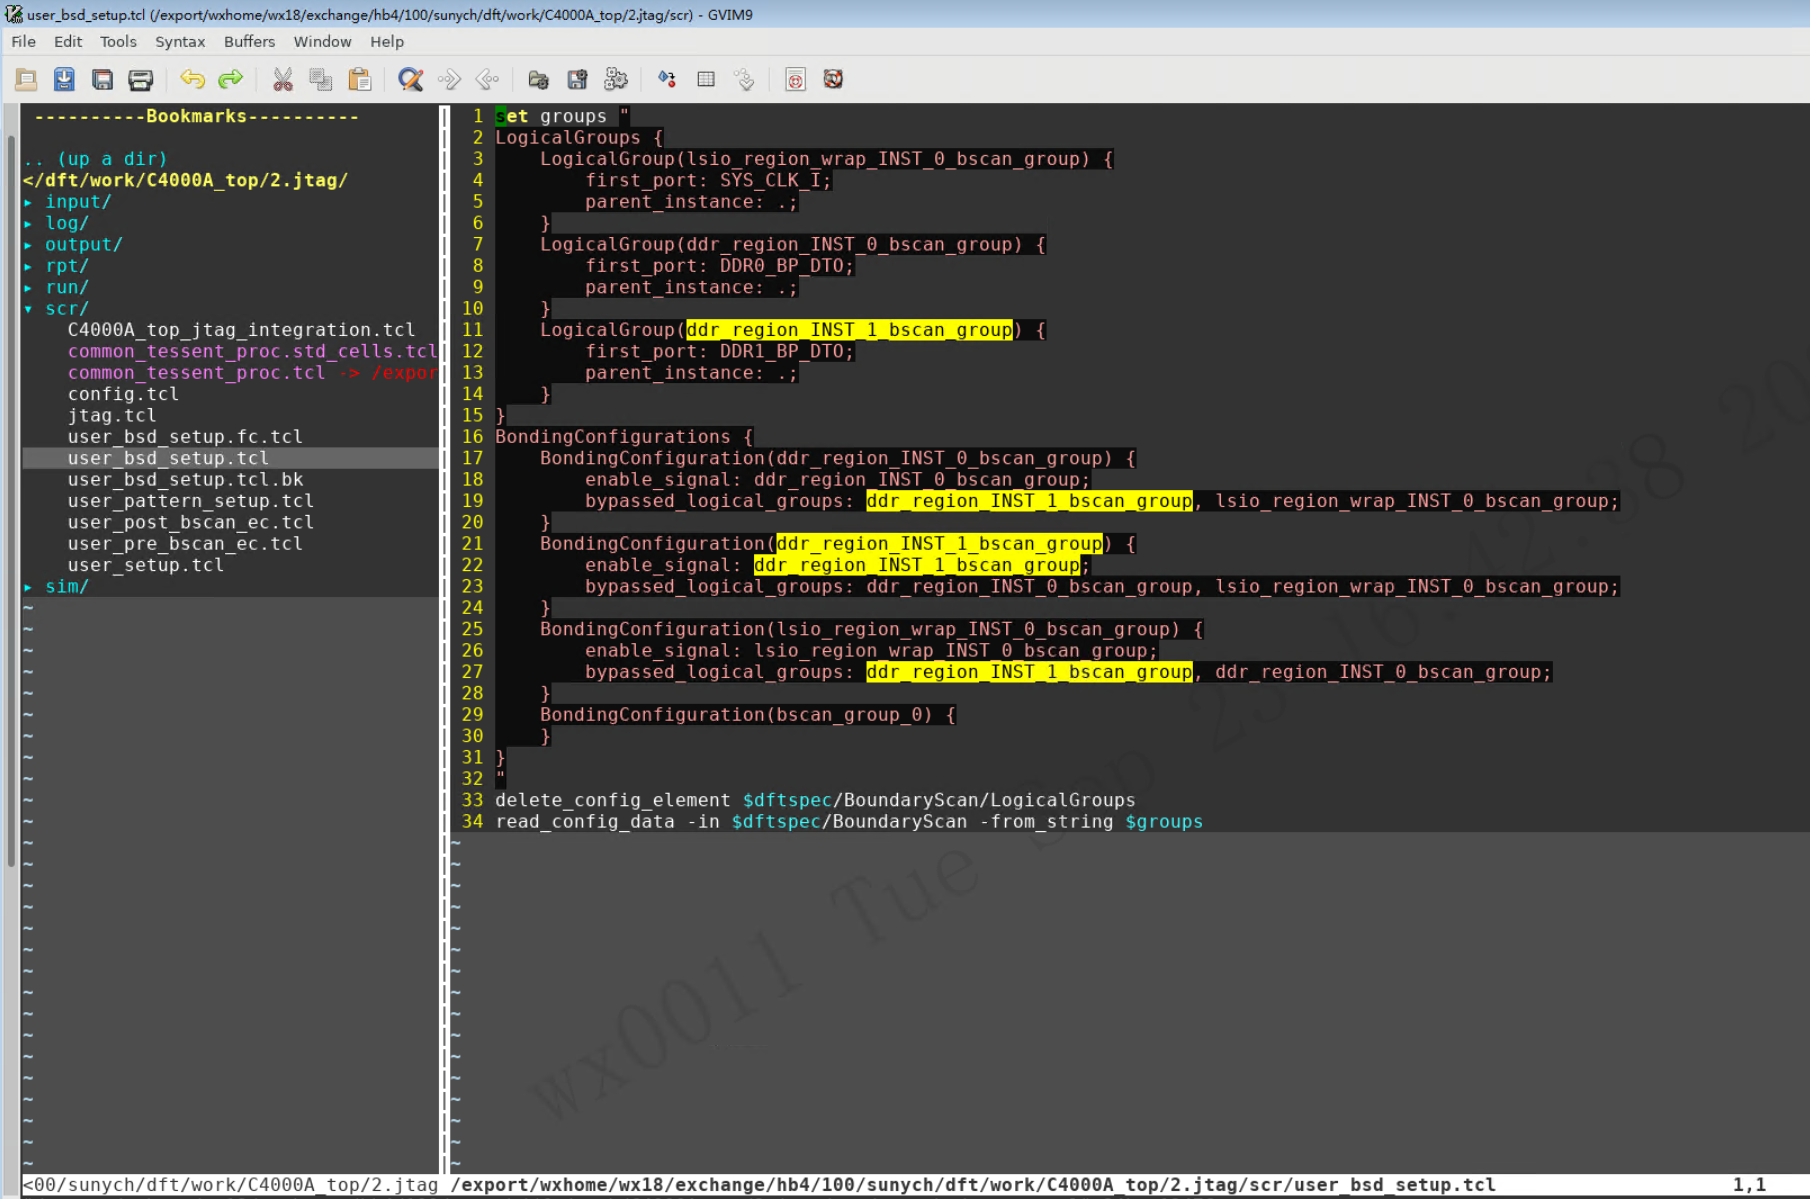 user_bsd_setup.tcl (/export/wxhome/wx18/exchange/hb4/100/sunych/dft/work/C4000A_top/2.jtag/scr) - GVIM9
File Edit Tools Syntax Buffers Window Help
----------Bookmarks----------
.. (up a dir)
</dft/work/C4000A_top/2.jtag/
▸ input/
▸ log/
▸ output/
▸ rpt/
▸ run/
▾ scr/
C4000A_top_jtag_integration.tcl
common_tessent_proc.std_cells.tcl
common_tessent_proc.tcl -> /expor
config.tcl
jtag.tcl
user_bsd_setup.fc.tcl
user_bsd_setup.tcl
user_bsd_setup.tcl.bk
user_pattern_setup.tcl
user_post_bscan_ec.tcl
user_pre_bscan_ec.tcl
user_setup.tcl
▸ sim/
1 set groups "
2 LogicalGroups {
3     LogicalGroup(lsio_region_wrap_INST_0_bscan_group) {
4         first_port: SYS_CLK_I;
5         parent_instance: .;
6     }
7     LogicalGroup(ddr_region_INST_0_bscan_group) {
8         first_port: DDR0_BP_DTO;
9         parent_instance: .;
10     }
11     LogicalGroup(ddr_region_INST_1_bscan_group) {
12         first_port: DDR1_BP_DTO;
13         parent_instance: .;
14     }
15 }
16 BondingConfigurations {
17     BondingConfiguration(ddr_region_INST_0_bscan_group) {
18         enable_signal: ddr_region_INST_0_bscan_group;
19         bypassed_logical_groups: ddr_region_INST_1_bscan_group, lsio_region_wrap_INST_0_bscan_group;
20     }
21     BondingConfiguration(ddr_region_INST_1_bscan_group) {
22         enable_signal: ddr_region_INST_1_bscan_group;
23         bypassed_logical_groups: ddr_region_INST_0_bscan_group, lsio_region_wrap_INST_0_bscan_group;
24     }
25     BondingConfiguration(lsio_region_wrap_INST_0_bscan_group) {
26         enable_signal: lsio_region_wrap_INST_0_bscan_group;
27         bypassed_logical_groups: ddr_region_INST_1_bscan_group, ddr_region_INST_0_bscan_group;
28     }
29     BondingConfiguration(bscan_group_0) {
30     }
31 }
32 "
33 delete_config_element $dftspec/BoundaryScan/LogicalGroups
34 read_config_data -in $dftspec/BoundaryScan -from_string $groups
wx0011 Tue Sep 23 16:42:38 20
<00/sunych/dft/work/C4000A_top/2.jtag /export/wxhome/wx18/exchange/hb4/100/sunych/dft/work/C4000A_top/2.jtag/scr/user_bsd_setup.tcl 1,1